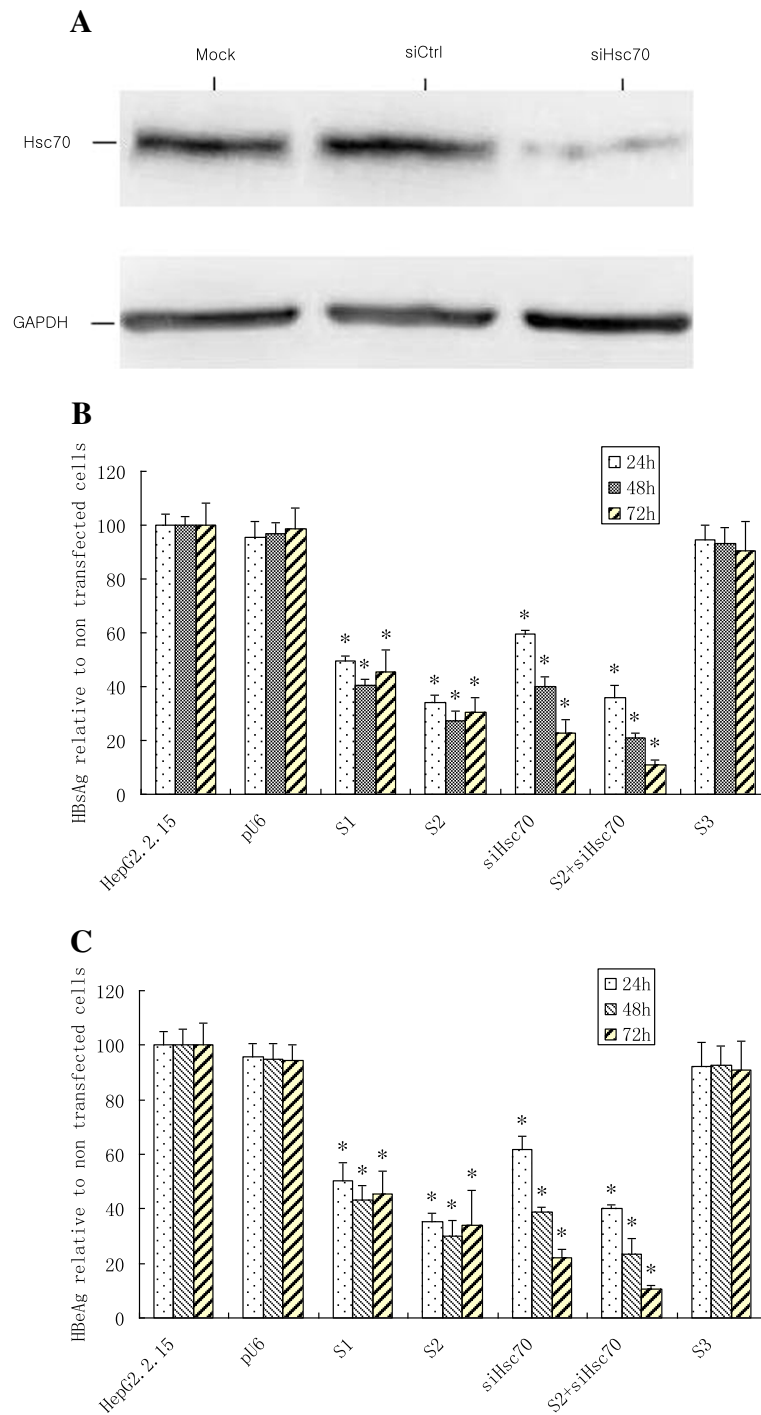 A
Mock siCtrl siHsc70
Hsc70
GAPDH
B
HBsAg relative to non transfected cells
120
100
80
60
40
20
0
24h
48h
72h
* * *
* * *
* * *
* * *
HepG2.2.15 pU6 S1 S2 siHsc70 S2+siHsc70 S3
C
HBeAg relative to non transfected cells
120
100
80
60
40
20
0
24h
48h
72h
* * *
* * *
* * *
* * *
HepG2.2.15 pU6 S1 S2 siHsc70 S2+siHsc70 S3